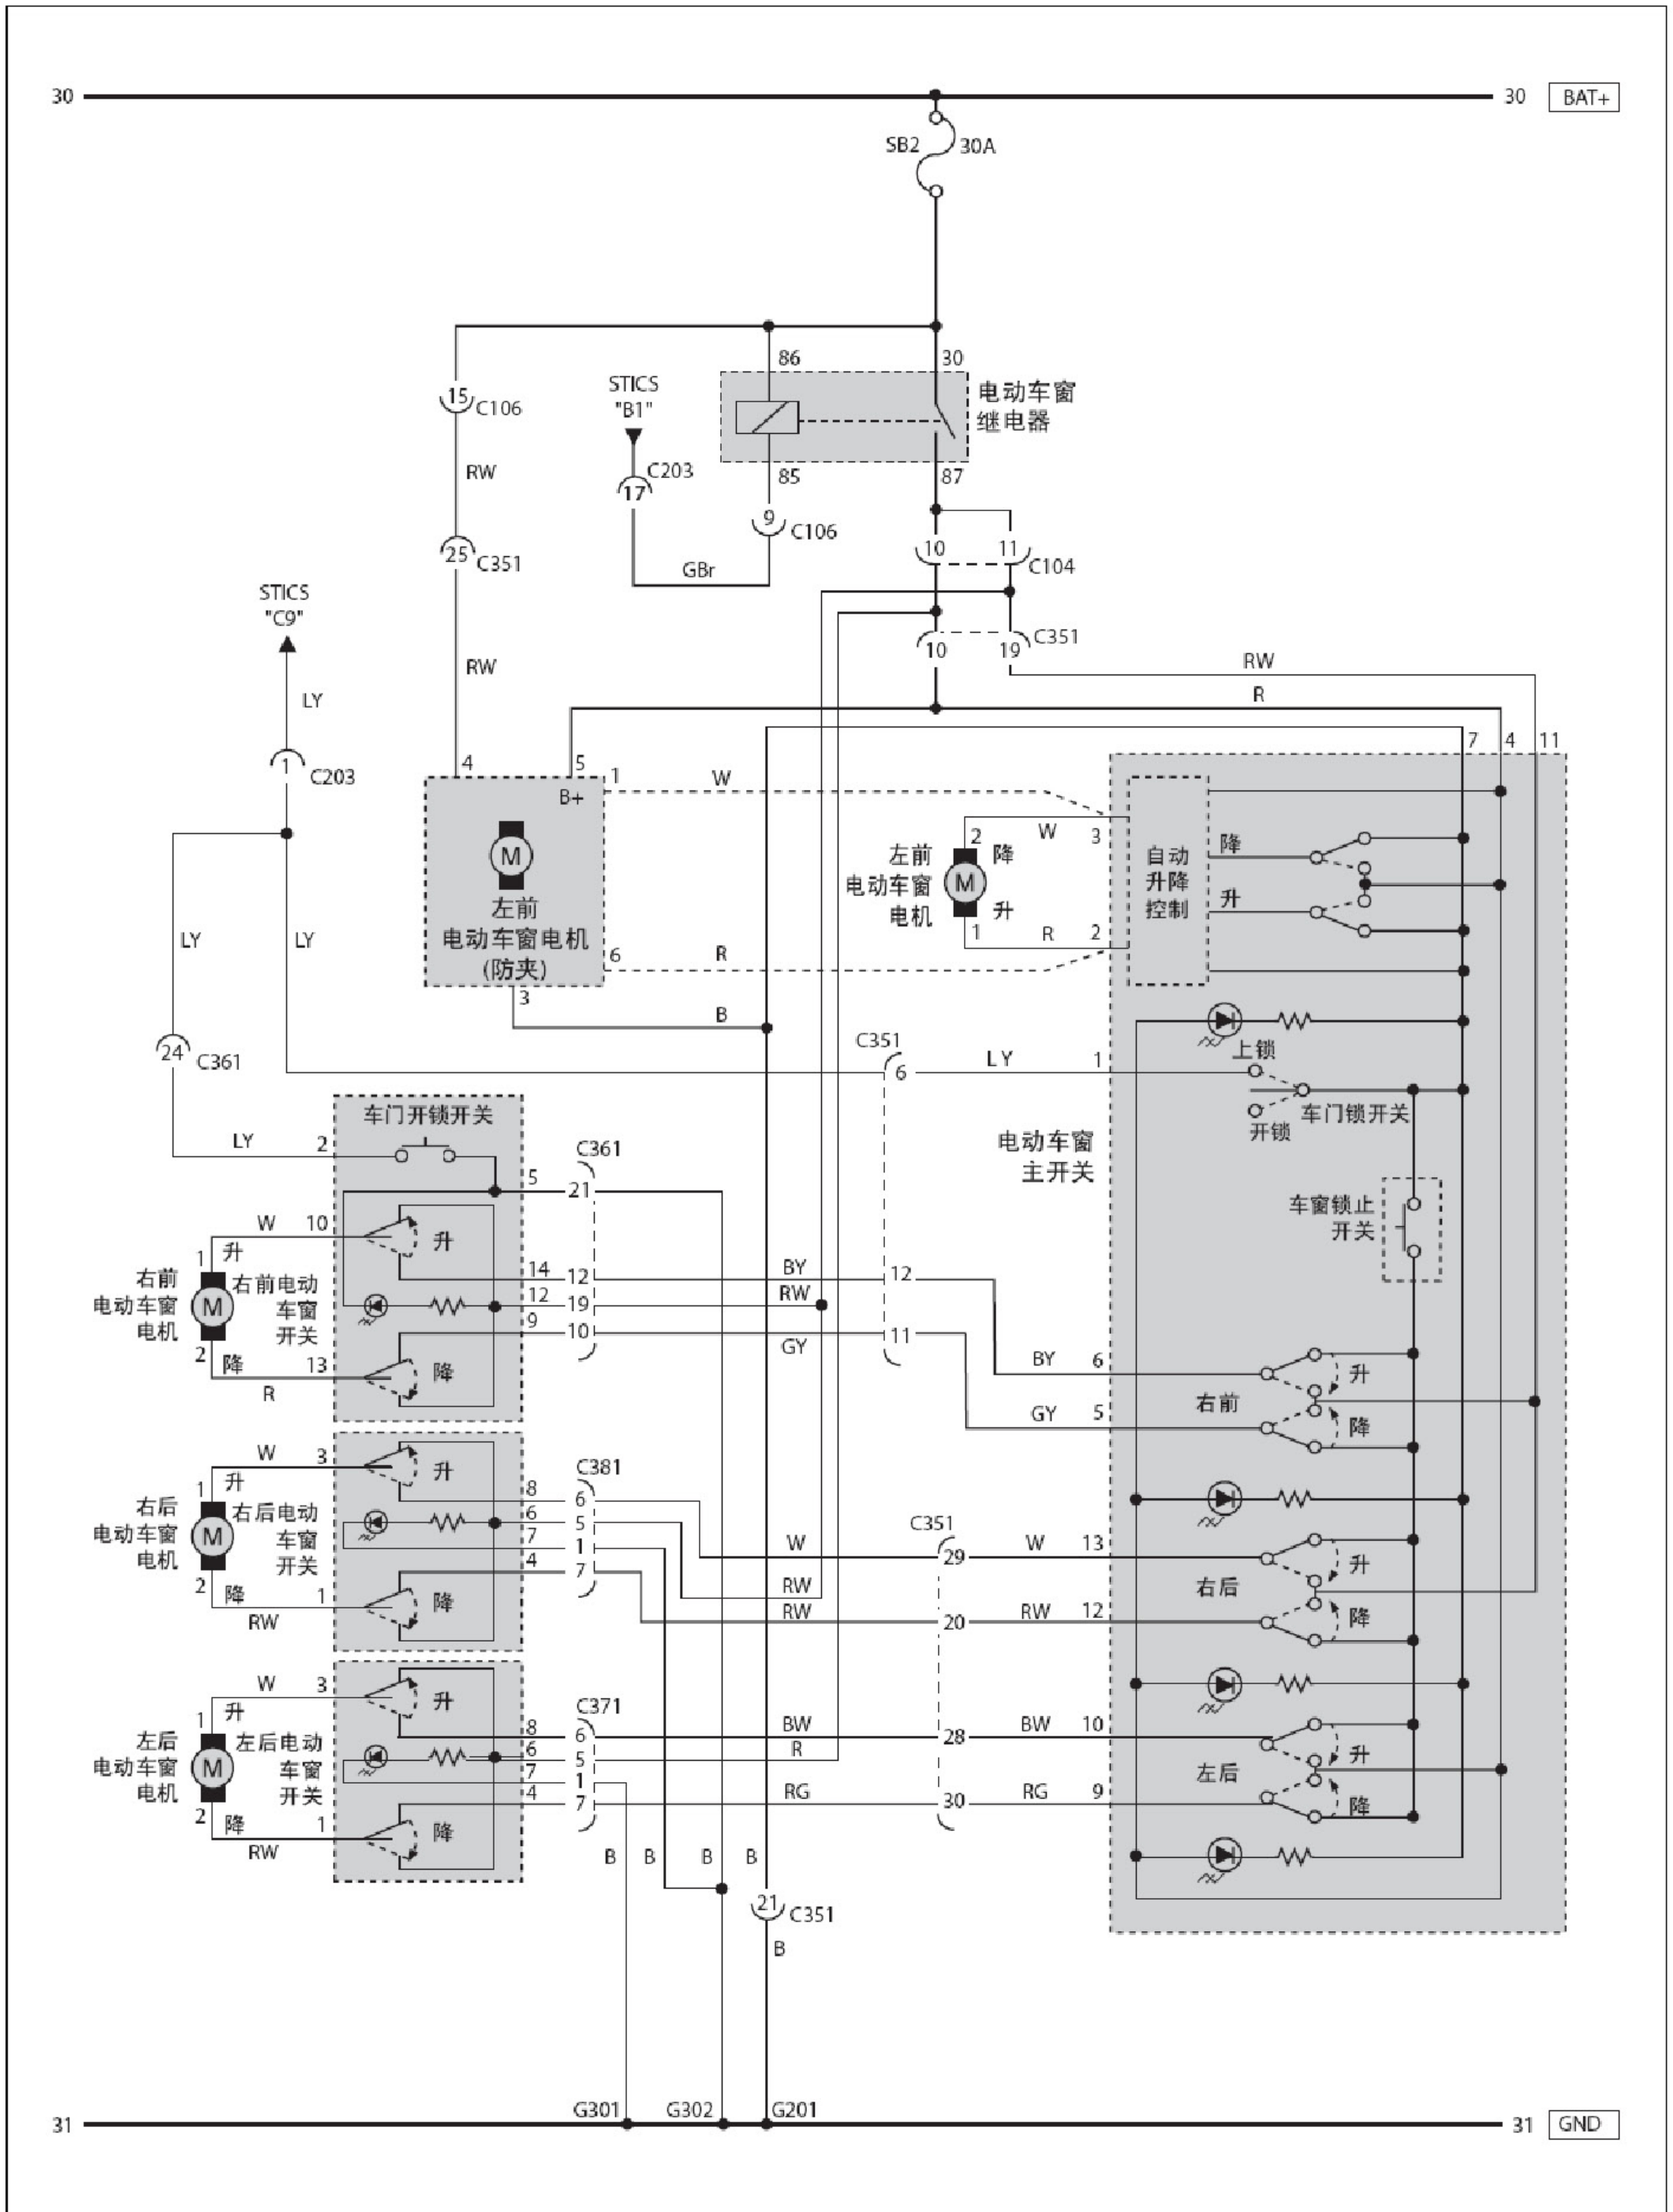 30
30 BAT+
SB2 30A
86 30
STICS
"B1"
电动车窗
继电器
15 C106
RW
C203
17
85 87
9 C106
GBr
10 11 C104
25 C351
STICS
"C9"
10 19 C351
RW
RW
R
LY
7 4 11
1 C203
4 5 1
B+
W
M
左前
电动车窗电机
(防夹)
6 R
3
B
左前
电动车窗
电机
2 降
M
升
1
W 3
R 2
自动
升降
控制
降
升
LY LY
24 C361
C351
6 LY 1
上锁
开锁
车门锁开关
电动车窗
主开关
车窗锁止
开关
车门开锁开关
LY 2
C361
5 21
W 10
1 升
右前
电动车窗
电机
M
右前电动
车窗
开关
升
14 12 BY 12
12 19 RW
9 10 GY 11
2 降 13
R
降
BY 6
升
右前
GY 5
降
W 3
1 升
右后
电动车窗
电机
M
右后电动
车窗
开关
升
C381
8 6
6 5
7 1
4 7
2 降 1
RW
降
C351
W 29 W 13
升
右后
RW
RW 20 RW 12
降
W 3
1 升
左后
电动车窗
电机
M
左后电动
车窗
开关
升
C371
8 6 BW 28 BW 10
6 5 R
7 1
4 7 RG 30 RG 9
升
左后
降
2 降 1
RW
降
B B B B
21 C351
B
G301 G302 G201
31
31 GND